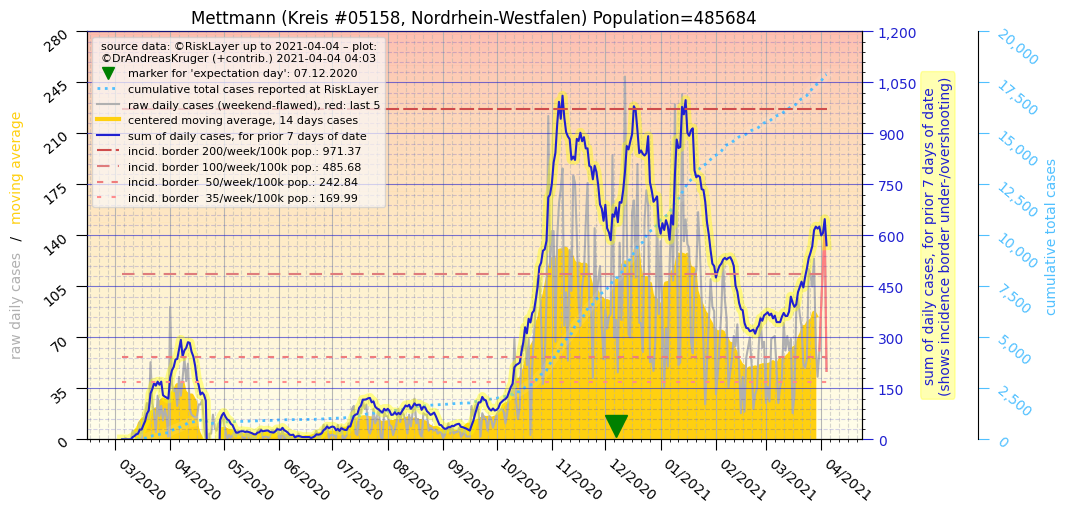 Mettmann (Kreis #05158, Nordrhein-Westfalen) Population=485684
source data: ©RiskLayer up to 2021-04-04 – plot:
©DrAndreasKruger (+contrib.) 2021-04-04 04:03
marker for 'expectation day': 07.12.2020
cumulative total cases reported at RiskLayer
raw daily cases (weekend-flawed), red: last 5
centered moving average, 14 days cases
sum of daily cases, for prior 7 days of date
incid. border 200/week/100k pop.: 971.37
incid. border 100/week/100k pop.: 485.68
incid. border  50/week/100k pop.: 242.84
incid. border  35/week/100k pop.: 169.99
raw daily cases   /   moving average
280
245
210
175
140
105
70
35
0
03/2020
04/2020
05/2020
06/2020
07/2020
08/2020
09/2020
10/2020
11/2020
12/2020
01/2021
02/2021
03/2021
04/2021
1,200
1,050
900
750
600
450
300
150
0
sum of daily cases, for prior 7 days of date
(shows incidence border under-/overshooting)
20,000
17,500
15,000
12,500
10,000
7,500
5,000
2,500
0
cumulative total cases